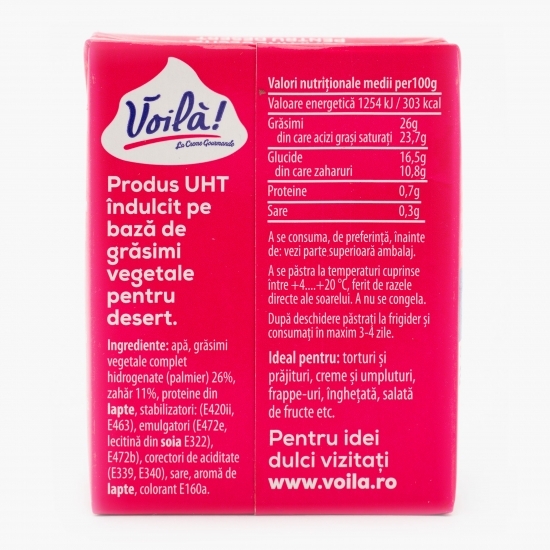 Voilà!
La Creme Gourmande
Produs UHT
îndulcit pe
bază de
grăsimi
vegetale
pentru
desert.
Ingrediente: apă, grăsimi
vegetale complet
hidrogenate (palmier) 26%,
zahăr 11%, proteine din
lapte, stabilizatori: (E420ii,
E463), emulgatori (E472e,
lecitină din soia E322),
E472b), corectori de aciditate
(E339, E340), sare, aromă de
lapte, colorant E160a.
PENTRU DESERT
Valori nutriționale medii per100g
Valoare energetică 1254 kJ / 303 kcal
Grăsimi 26g
din care acizi grași saturați 23,7g
Glucide 16,5g
din care zaharuri 10,8g
Proteine 0,7g
Sare 0,3g
A se consuma, de preferință, înainte
de: vezi parte superioară ambalaj.
A se păstra la temperaturi cuprinse
între +4....+20 °C, ferit de razele
directe ale soarelui. A nu se congela.
După deschidere păstrați la frigider și
consumați în maxim 3-4 zile.
Ideal pentru: torturi și
prăjituri, creme și umpluturi,
frappe-uri, înghețată, salată
de fructe etc.
Pentru idei
dulci vizitați
www.voila.ro